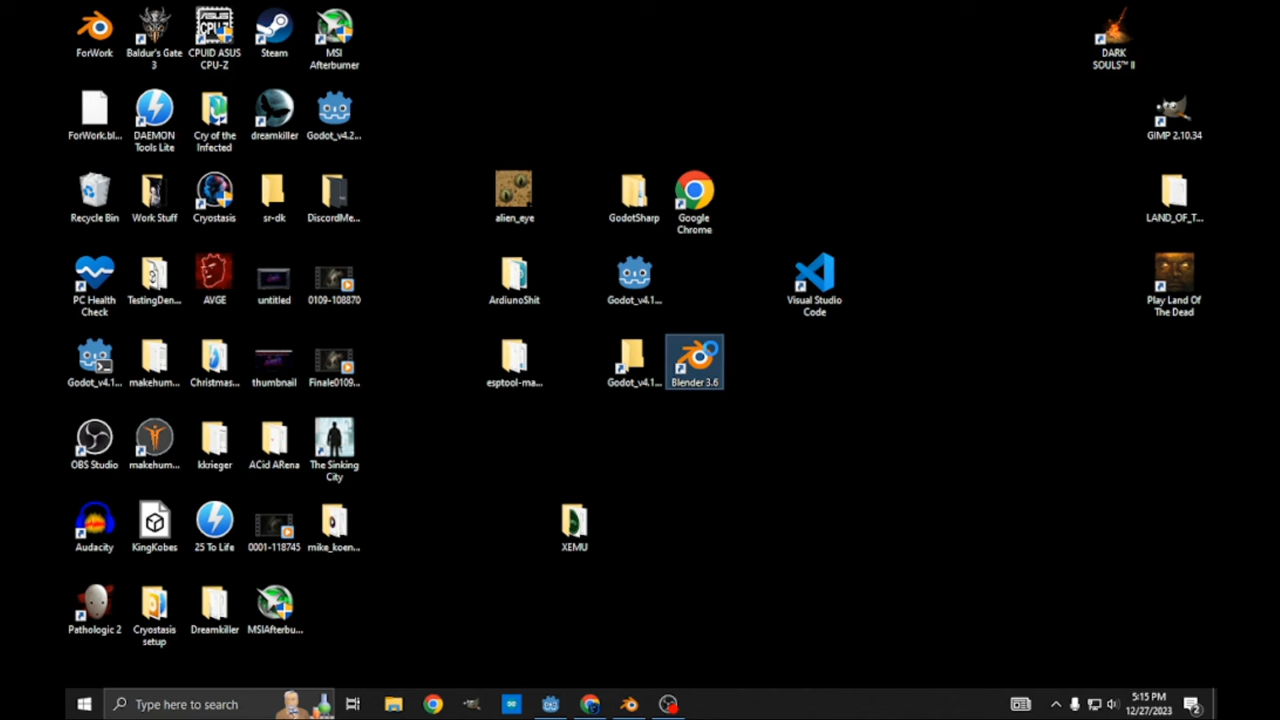 ForWork
Baldur's Gate
3
CPUID ASUS
CPU-Z
Steam
MSI
Afterburner
DARK
SOULS™ II
ForWork.bl...
DAEMON
Tools Lite
Cry of the
Infected
dreamkiller
Godot_v4.2...
GIMP 2.10.34
Recycle Bin
Work Stuff
Cryostasis
sr-dk
DiscordMe...
alien_eye
GodotSharp
Google
Chrome
LAND_OF_T...
PC Health
Check
TestingDen...
AVGE
untitled
0109-108870
ArdiunoShit
Godot_v4.1...
Visual Studio
Code
Play Land Of
The Dead
Godot_v4.1...
makehum...
Christmas...
thumbnail
Finale0109...
esptool-ma...
Godot_v4.1...
Blender 3.6
OBS Studio
makehum...
kkrieger
ACid ARena
The Sinking
City
Audacity
KingKobes
25 To Life
0001-118745
mike_koen...
XEMU
Pathologic 2
Cryostasis
setup
Dreamkiller
MSIAfterbu...
Type here to search
5:15 PM
12/27/2023
2